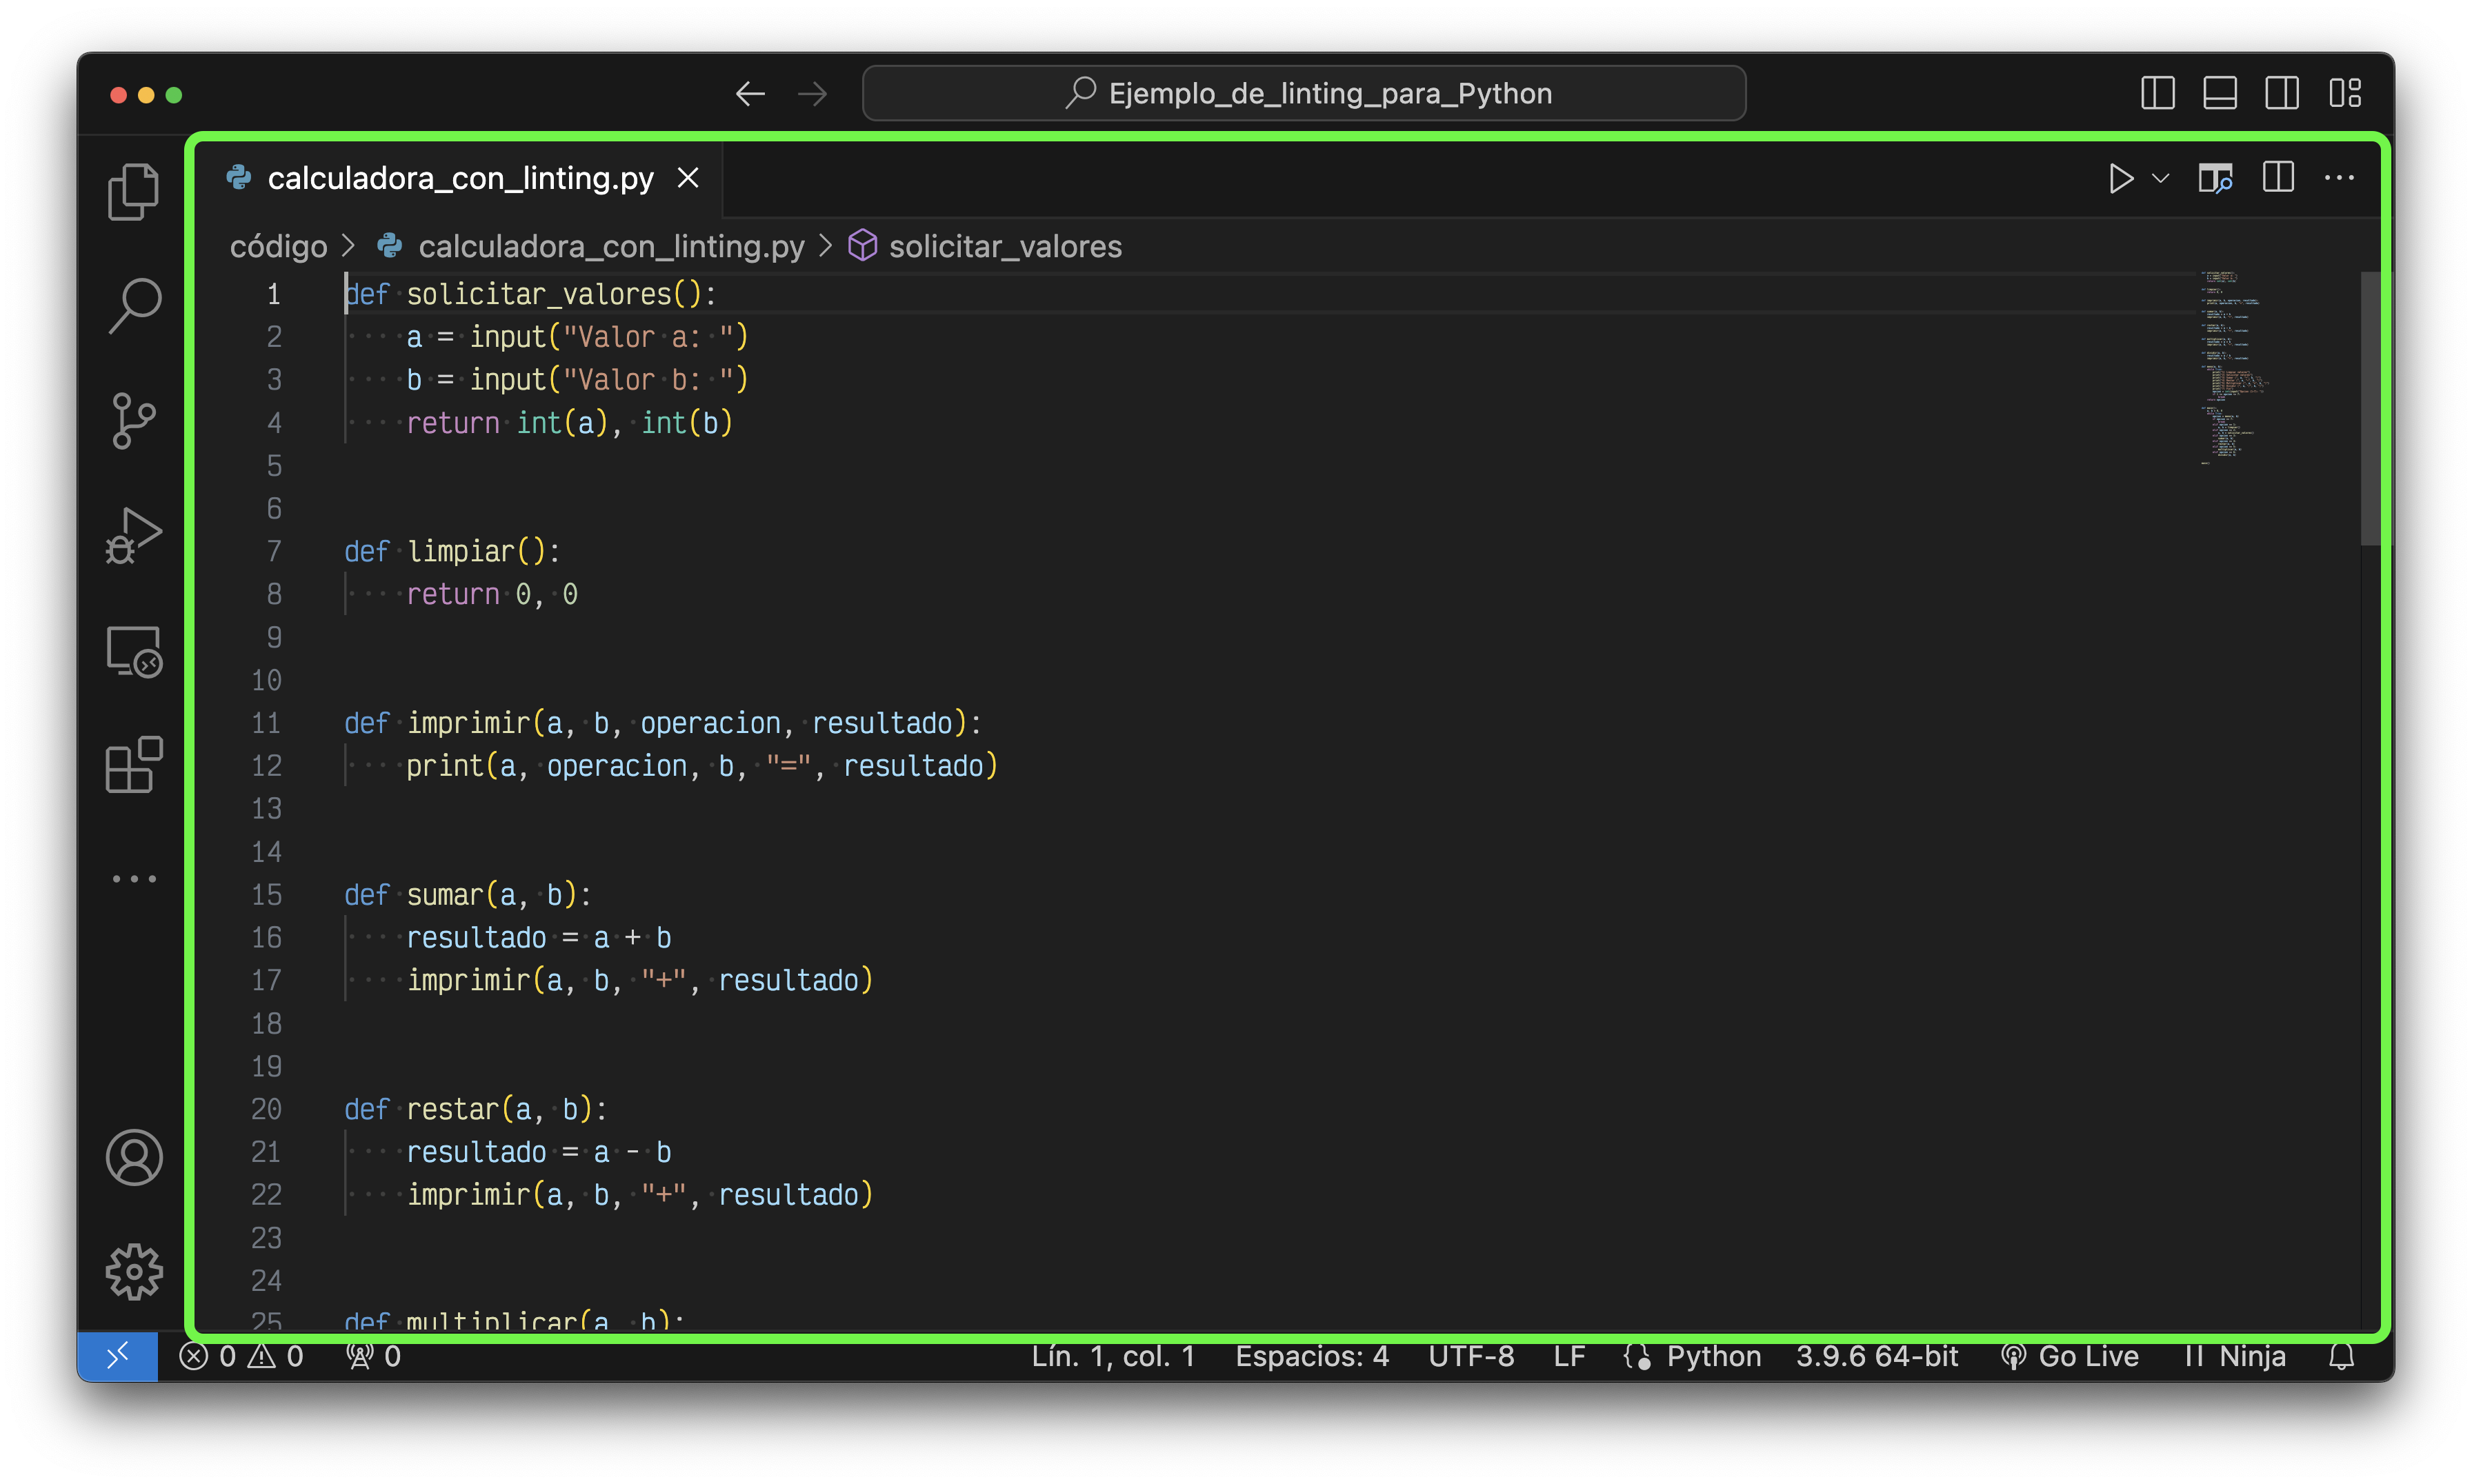 Ejemplo_de_linting_para_Python
calculadora_con_linting.py
código > calculadora_con_linting.py > solicitar_valores
1 def solicitar_valores():
2     a = input("Valor a: ")
3     b = input("Valor b: ")
4     return int(a), int(b)
5
6
7 def limpiar():
8     return 0, 0
9
10
11 def imprimir(a, b, operacion, resultado):
12     print(a, operacion, b, "=", resultado)
13
14
15 def sumar(a, b):
16     resultado = a + b
17     imprimir(a, b, "+", resultado)
18
19
20 def restar(a, b):
21     resultado = a - b
22     imprimir(a, b, "+", resultado)
23
24
25 def multiplicar(a, b):
0 0 0 Lín. 1, col. 1 Espacios: 4 UTF-8 LF Python 3.9.6 64-bit Go Live Ninja